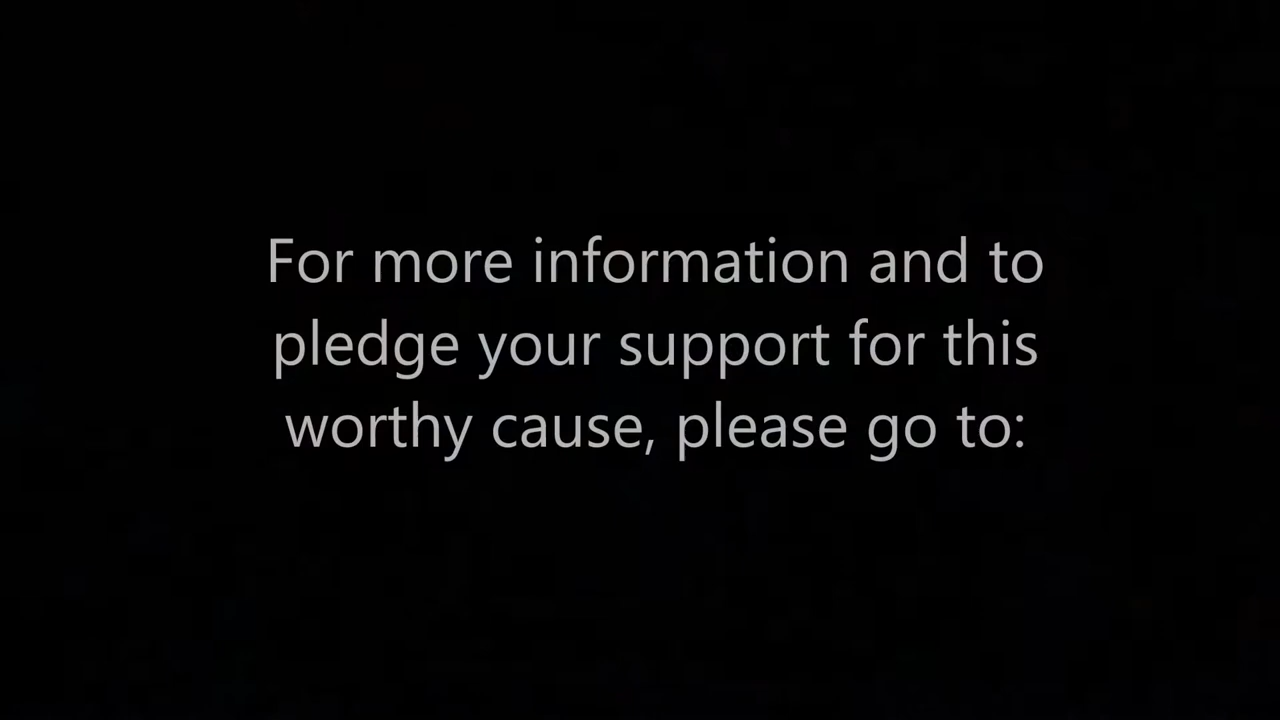 For more information and to
pledge your support for this
worthy cause, please go to: